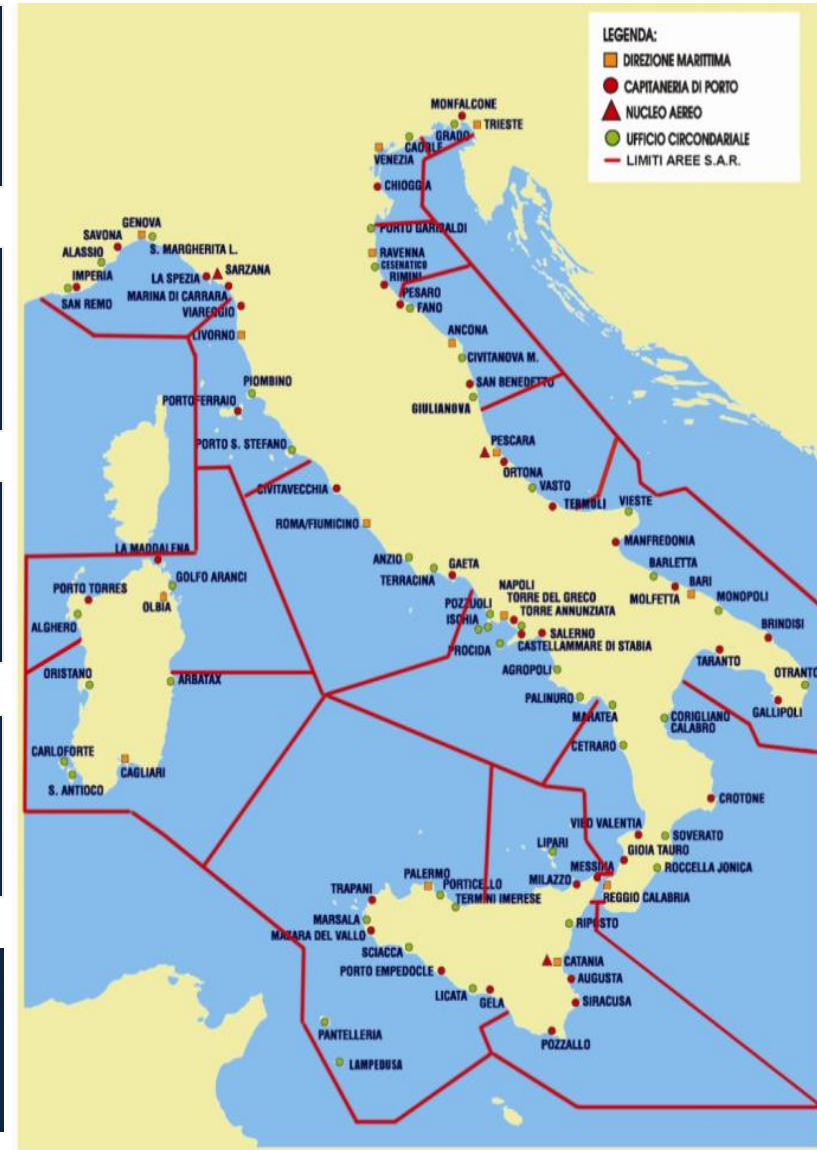 LEGENDA:
DIREZIONE MARITTIMA
CAPITANERIA DI PORTO
NUCLEO AEREO
UFFICIO CIRCONDARIALE
LIMITI AREE S.A.R.
MONFALCONE
TRIESTE
GRADO
CAORLE
VENEZIA
CHIOGGIA
PORTO GARIBALDI
RAVENNA
CESENATICO
RIMINI
PESARO
FANO
ANCONA
CIVITANOVA M.
SAN BENEDETTO
GIULIANOVA
PESCARA
ORTONA
VASTO
TERMOLI
VIESTE
MANFREDONIA
BARLETTA
BARI
MOLFETTA
MONOPOLI
BRINDISI
TARANTO
OTRANTO
GALLIPOLI
GENOVA
SAVONA
S. MARGHERITA L.
ALASSIO
IMPERIA
SAN REMO
LA SPEZIA
SARZANA
MARINA DI CARRARA
VIAREGGIO
LIVORNO
PIOMBINO
PORTOFERRAIO
PORTO S. STEFANO
CIVITAVECCHIA
ROMA/FIUMICINO
ANZIO
TERRACINA
GAETA
NAPOLI
POZZUOLI
TORRE DEL GRECO
ISCHIA
TORRE ANNUNZIATA
SALERNO
PROCIDA
CASTELLAMMARE DI STABIA
AGROPOLI
PALINURO
MARATEA
CETRARO
CORIGLIANO
CALABRO
CROTONE
VIBO VALENTIA
SOVERATO
GIOIA TAURO
ROCCELLA JONICA
REGGIO CALABRIA
LA MADDALENA
GOLFO ARANCI
PORTO TORRES
OLBIA
ALGHERO
ORISTANO
ARBATAX
CARLOFORTE
CAGLIARI
S. ANTIOCO
LIPARI
MESSINA
MILAZZO
PALERMO
PORTICELLO
TERMINI IMERESE
TRAPANI
MARSALA
MAZARA DEL VALLO
SCIACCA
PORTO EMPEDOCLE
LICATA
GELA
RIPOSTO
CATANIA
AUGUSTA
SIRACUSA
POZZALLO
PANTELLERIA
LAMPEDUSA